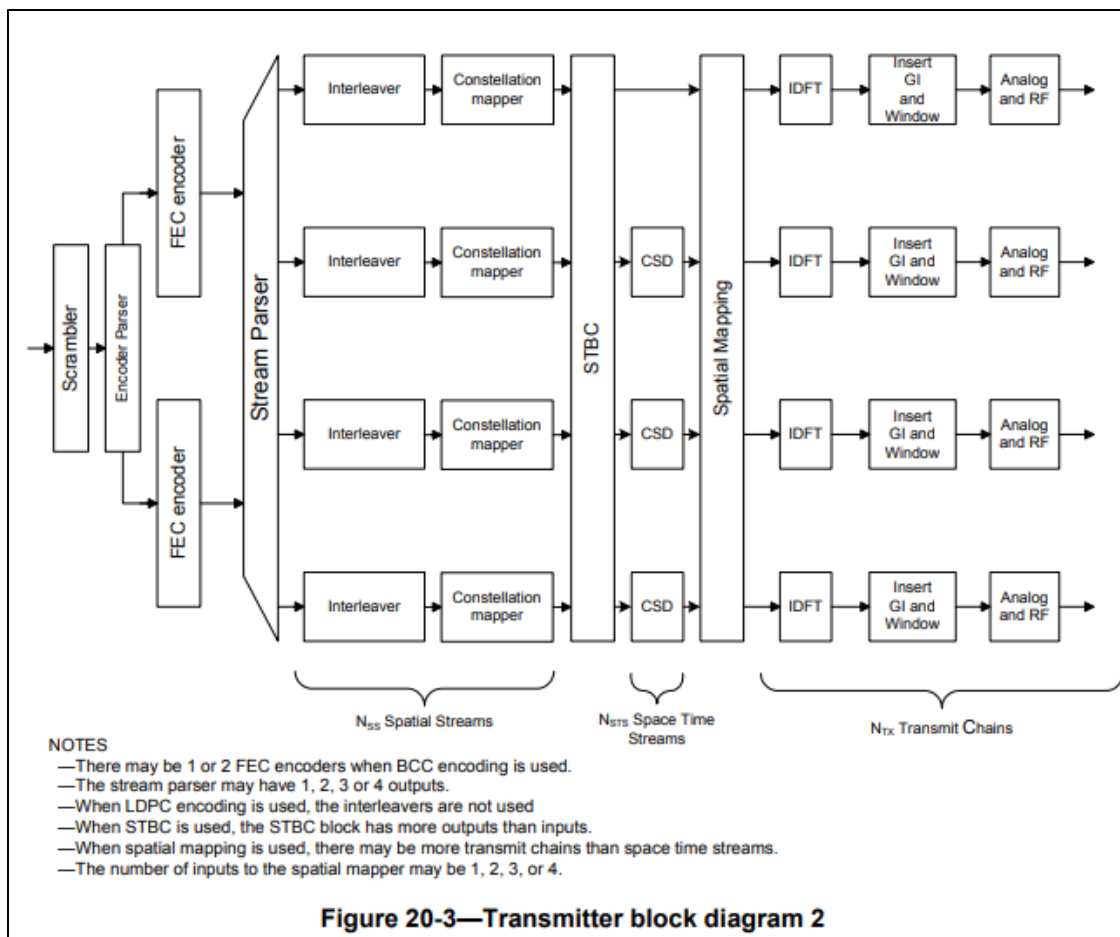 Scrambler
Encoder Parser
FEC encoder
FEC encoder
Stream Parser
Interleaver
Constellation
mapper
STBC
Spatial Mapping
IDFT
Insert
GI
and
Window
Analog
and RF
Interleaver
Constellation
mapper
CSD
IDFT
Insert
GI and
Window
Analog
and RF
Interleaver
Constellation
mapper
CSD
IDFT
Insert
GI and
Window
Analog
and RF
Interleaver
Constellation
mapper
CSD
IDFT
Insert
GI and
Window
Analog
and RF
NSS Spatial Streams
NSTS Space Time
Streams
NTX Transmit Chains
NOTES
—There may be 1 or 2 FEC encoders when BCC encoding is used.
—The stream parser may have 1, 2, 3 or 4 outputs.
—When LDPC encoding is used, the interleavers are not used
—When STBC is used, the STBC block has more outputs than inputs.
—When spatial mapping is used, there may be more transmit chains than space time streams.
—The number of inputs to the spatial mapper may be 1, 2, 3, or 4.
Figure 20-3—Transmitter block diagram 2